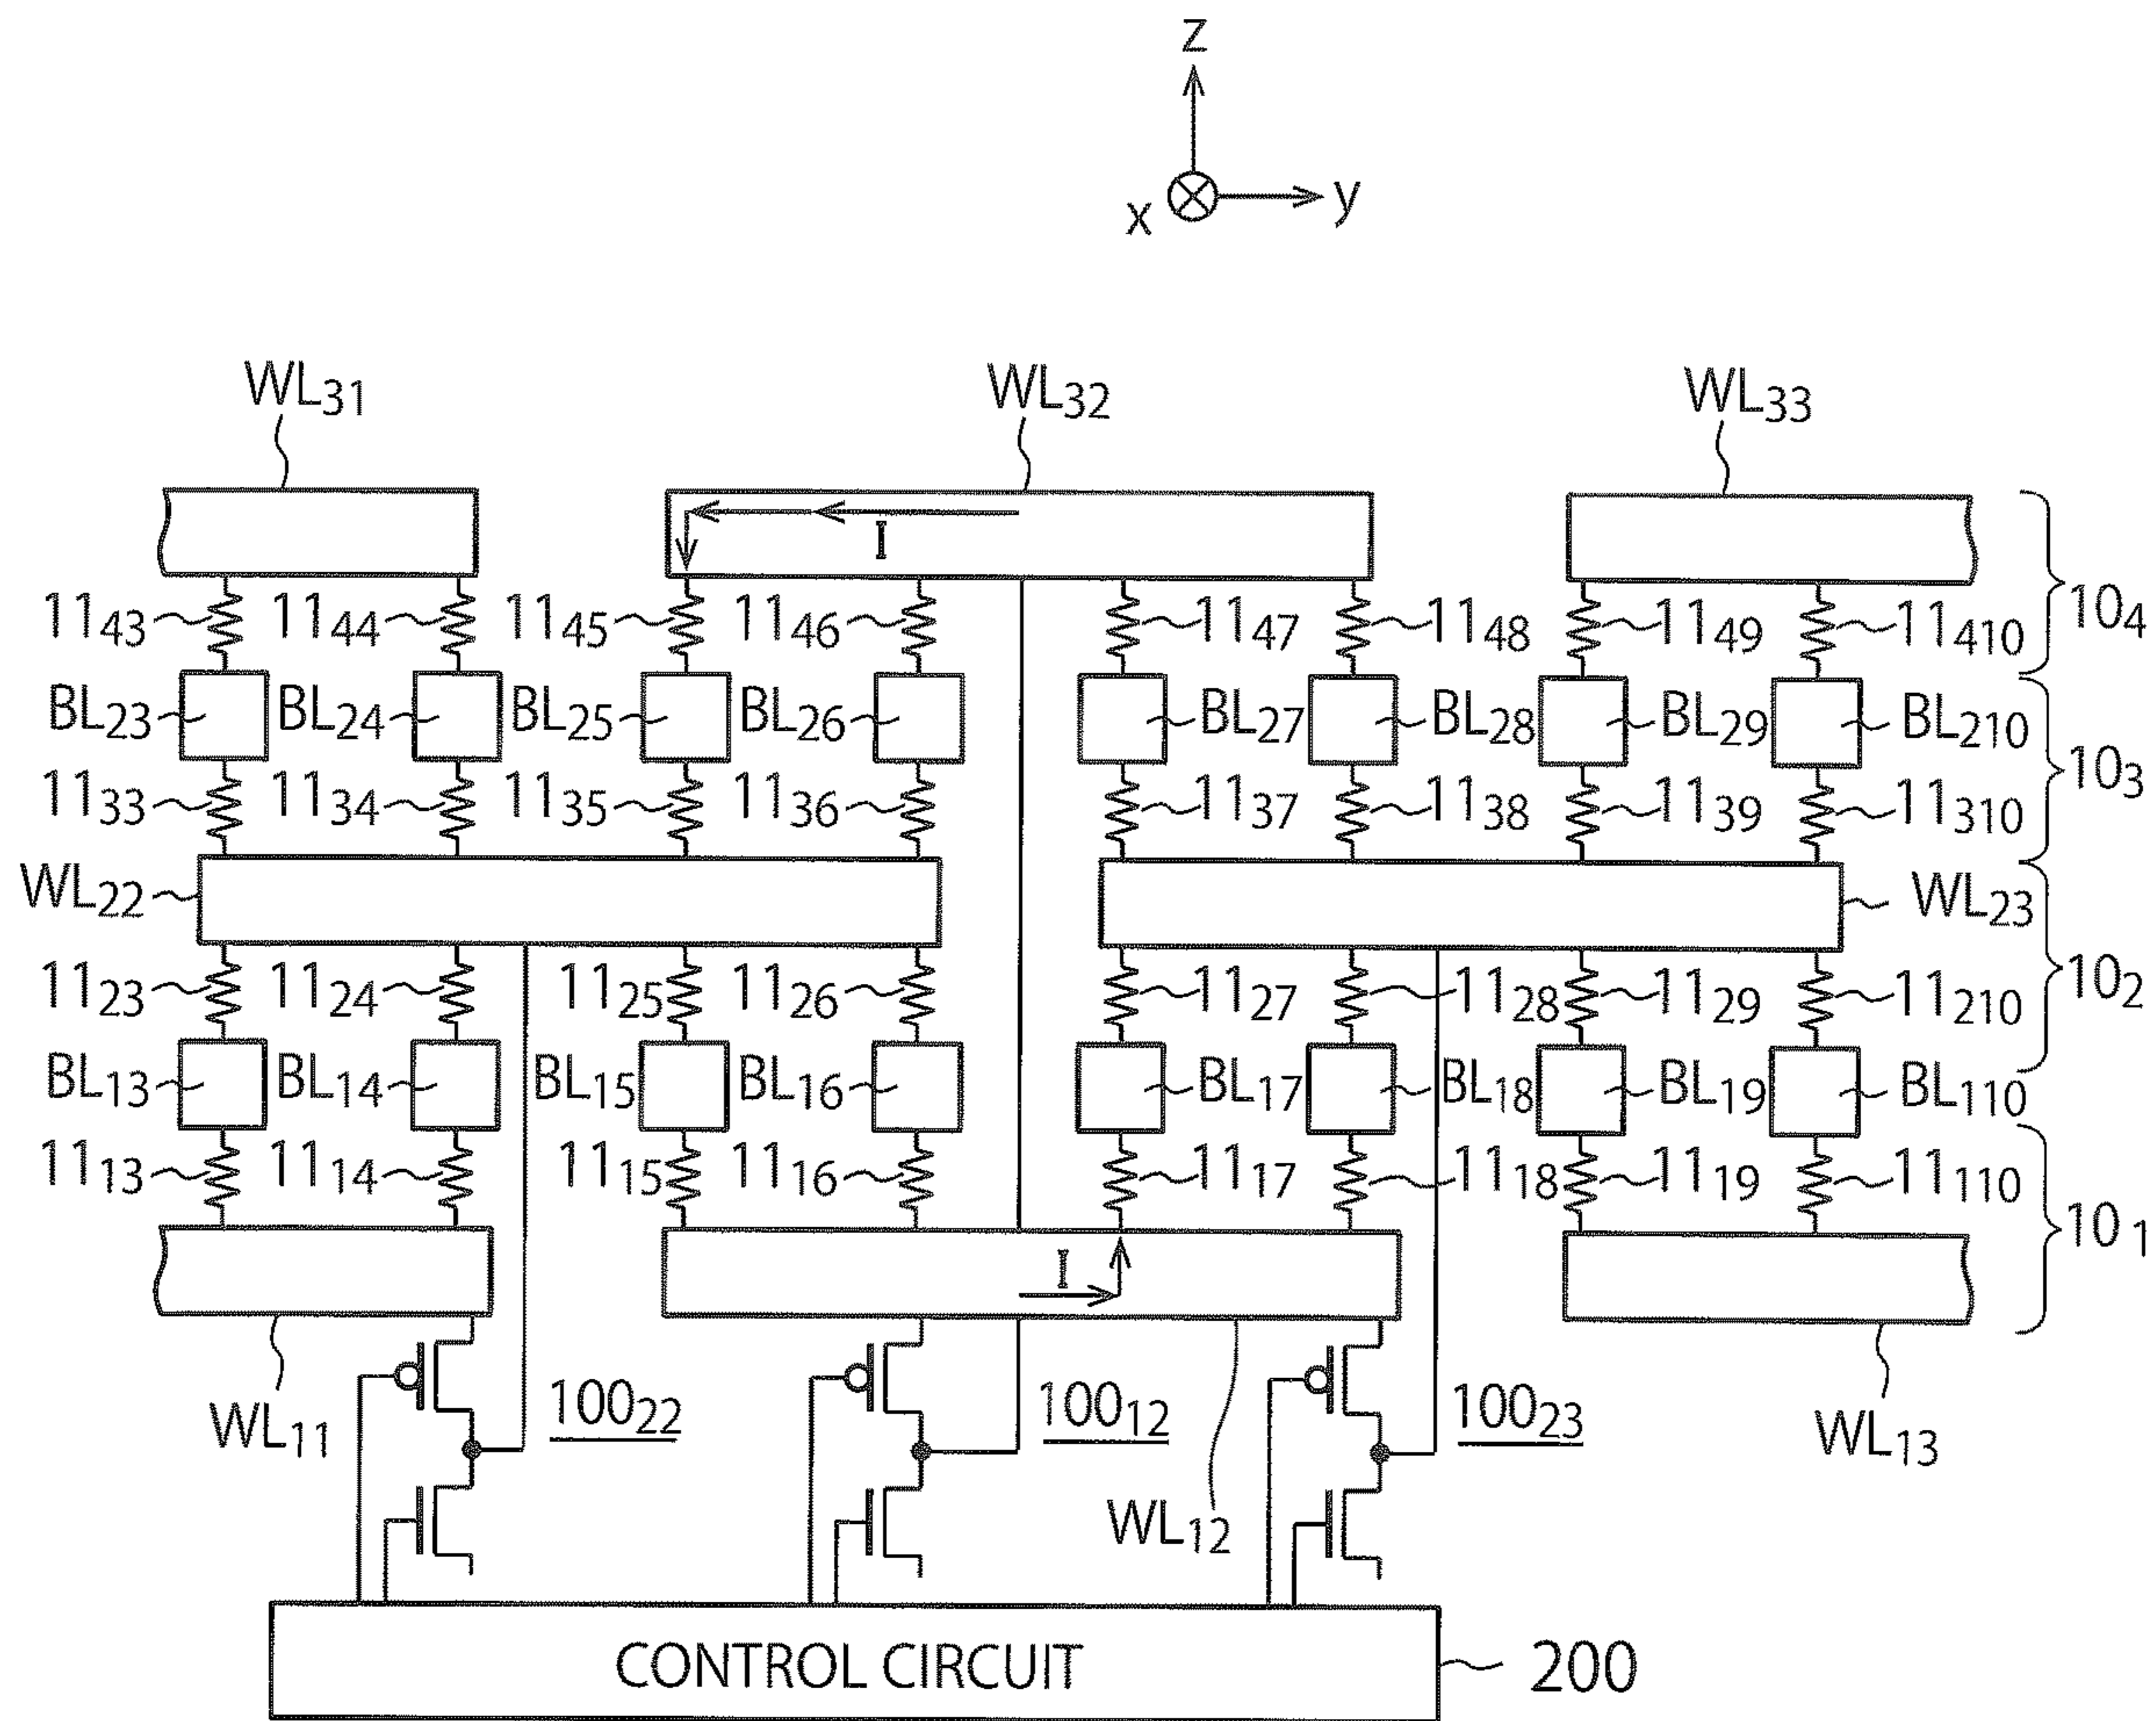 z
x y
WL31 WL32 WL33
1143 1144 1145 1146 1147 1148 1149 11410 104
BL23 BL24 BL25 BL26 BL27 BL28 BL29 BL210
103
1133 1134 1135 1136 1137 1138 1139 11310
WL22 WL23
1123 1124 1125 1126 1127 1128 1129 11210 102
BL13 BL14 BL15 BL16 BL17 BL18 BL19 BL110
1113 1114 1115 1116 1117 1118 1119 11110
101
I
I
WL11 10022 10012 10023 WL13
WL12
CONTROL CIRCUIT 200